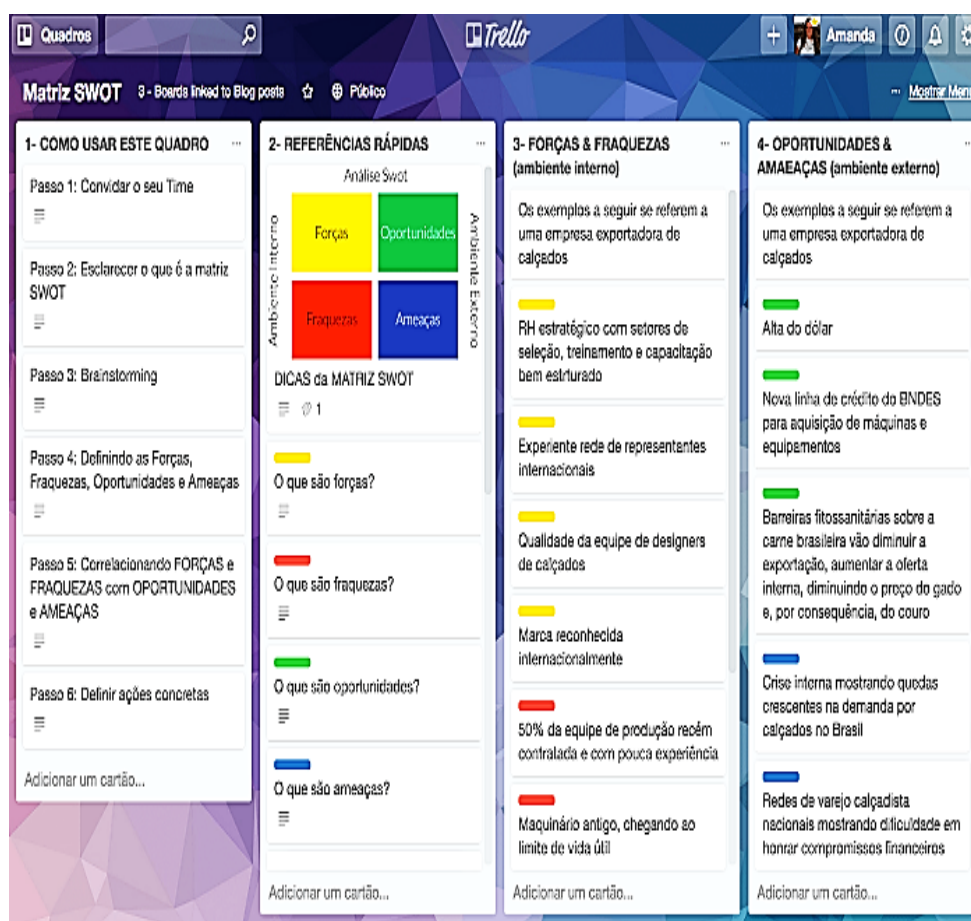 Quadros
Trello
Amanda
Matriz SWOT
3 - Boards linked to Blog posts
Público
Mostrar Menu
1- COMO USAR ESTE QUADRO
Passo 1: Convidar o seu Time
Passo 2: Esclarecer o que é a matriz
SWOT
Passo 3: Brainstorming
Passo 4: Definindo as Forças,
Fraquezas, Oportunidades e Ameaças
Passo 5: Correlacionando FORÇAS e
FRAQUEZAS com OPORTUNIDADES
e AMEAÇAS
Passo 6: Definir ações concretas
Adicionar um cartão...
2- REFERÊNCIAS RÁPIDAS
Análise Swot
Ambiente Interno
Forças
Oportunidades
Fraquezas
Ameaças
Ambiente Externo
DICAS da MATRIZ SWOT
1
O que são forças?
O que são fraquezas?
O que são oportunidades?
O que são ameaças?
Adicionar um cartão...
3- FORÇAS & FRAQUEZAS
(ambiente interno)
Os exemplos a seguir se referem a
uma empresa exportadora de
calçados
RH estratégico com setores de
seleção, treinamento e capacitação
bem estrturado
Experiente rede de representantes
internacionais
Qualidade da equipe de designers
de calçados
Marca reconhecida
internacionalmente
50% da equipe de produção recém
contralada e com pouca experiência
Maquinário antigo, chegando ao
limite de vida útil
Adicionar um cartão...
4- OPORTUNIDADES &
AMAEAÇAS (ambiente externo)
Os exemplos a seguir se referem a
uma empresa exportadora de
calçados
Alta do dólar
Nova linha de crédito do BNDES
para aquisição de máquinas e
equipamentos
Barreiras fitossanitárias sobre a
carne brasileira vão diminuir a
exportação, aumentar a oferta
interna, diminuindo o preço do gado
e, por consequência, do couro
Crise interna mostrando quedas
crescentes na demanda por
calçados no Brasil
Redes de varejo calçadista
nacionais mostrando dificuldade em
honrar compromissos financeiros
Adicionar um cartão...